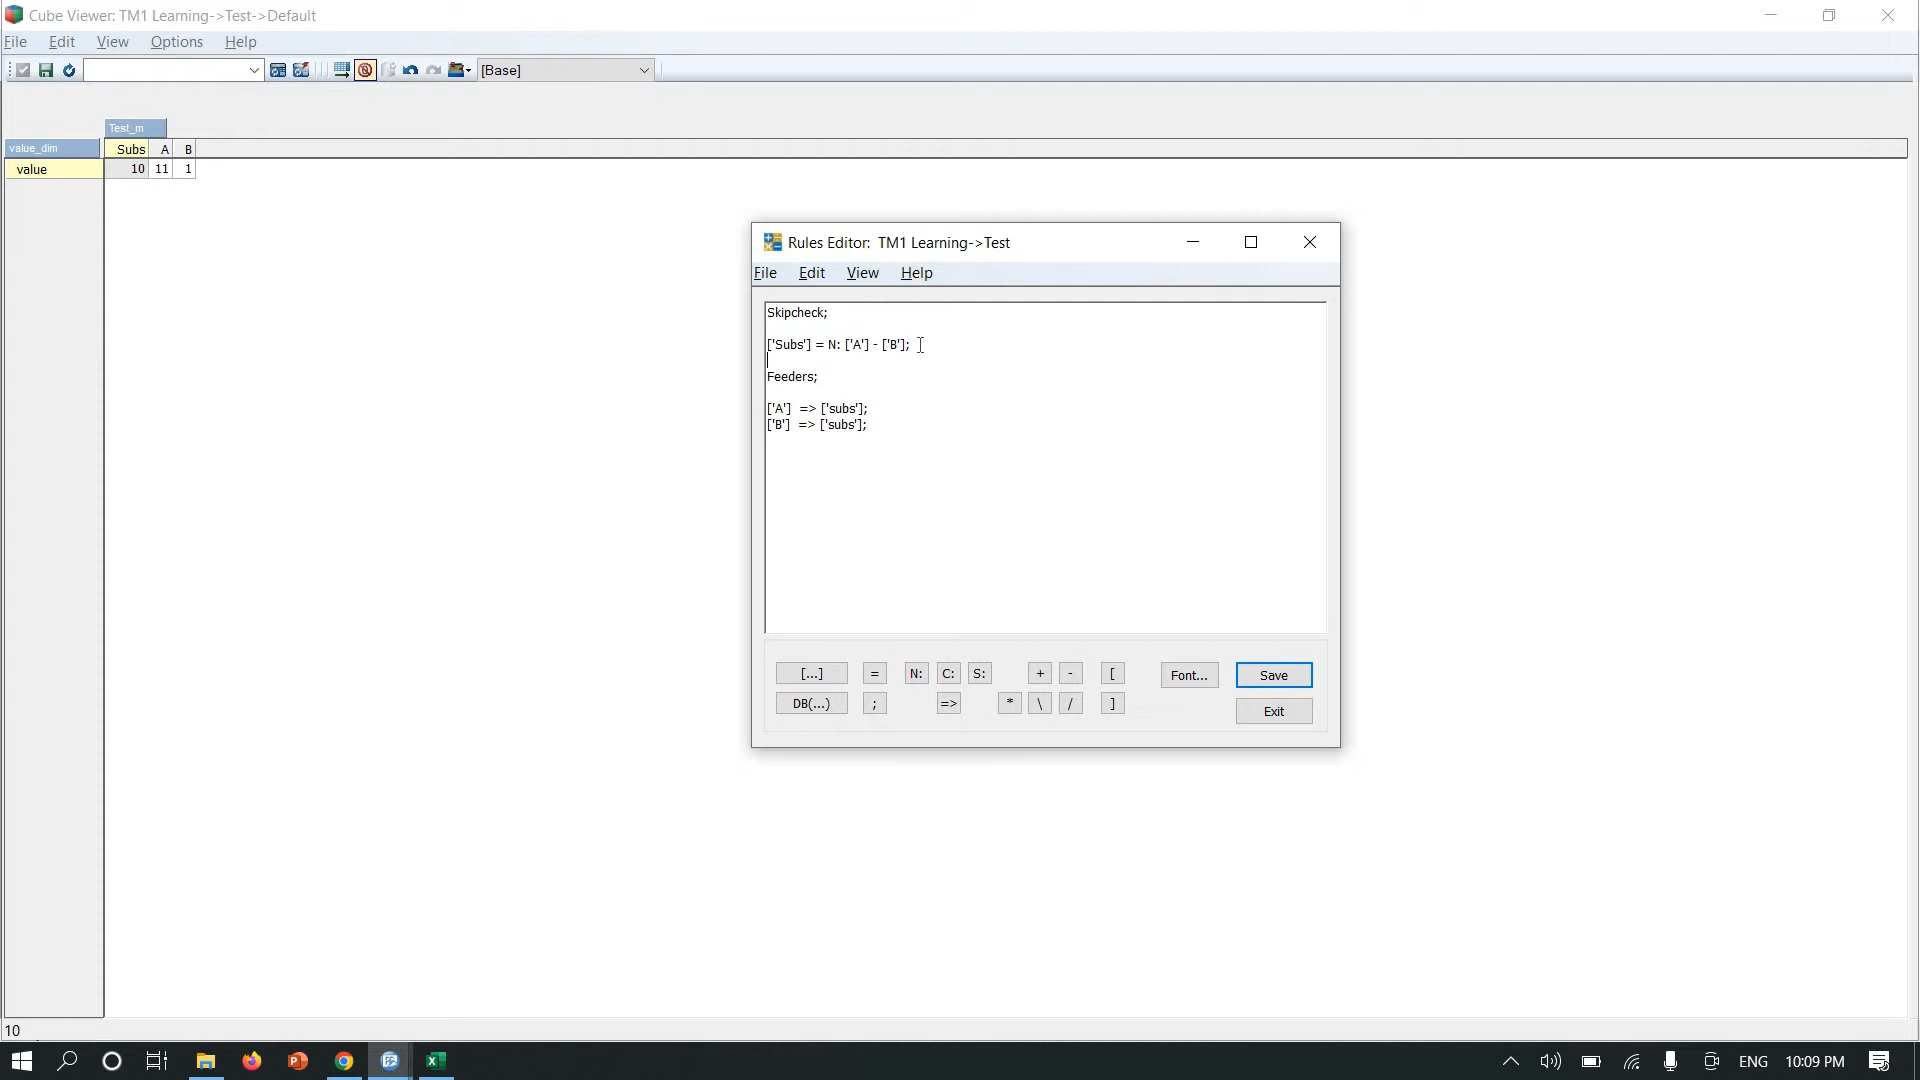 Cube Viewer: TM1 Learning->Test->Default
File Edit View Options Help
[Base]
Test_m
value_dim Subs A B
value 10 11 1
Rules Editor: TM1 Learning->Test
File Edit View Help
Skipcheck;
['Subs'] = N: ['A'] - ['B'];
Feeders;
['A'] => ['subs'];
['B'] => ['subs'];
[...] = N: C: S: + - [ Font... Save
DB(...) ; => * \ / ] Exit
10
ENG 10:09 PM